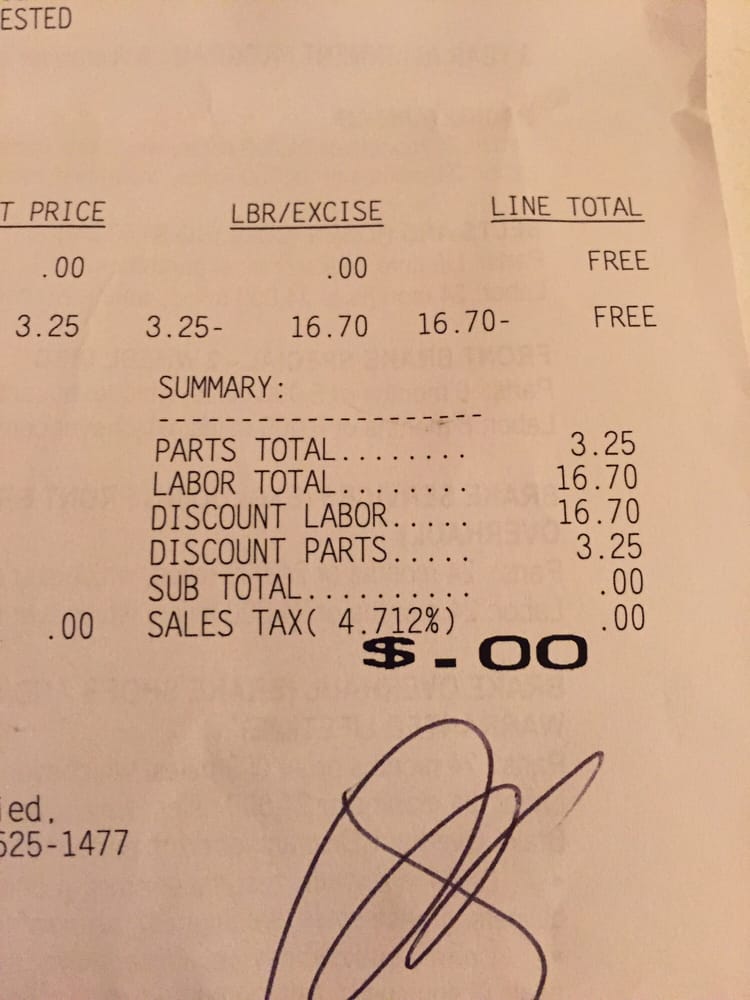 ESTED
T PRICE LBR/EXCISE LINE TOTAL
.00 .00 FREE
3.25 3.25- 16.70 16.70- FREE
SUMMARY:
--------------------
PARTS TOTAL........ 3.25
LABOR TOTAL........ 16.70
DISCOUNT LABOR..... 16.70
DISCOUNT PARTS..... 3.25
SUB TOTAL.......... .00
.00 SALES TAX( 4.712%) .00
$.00
ied,
525-1477